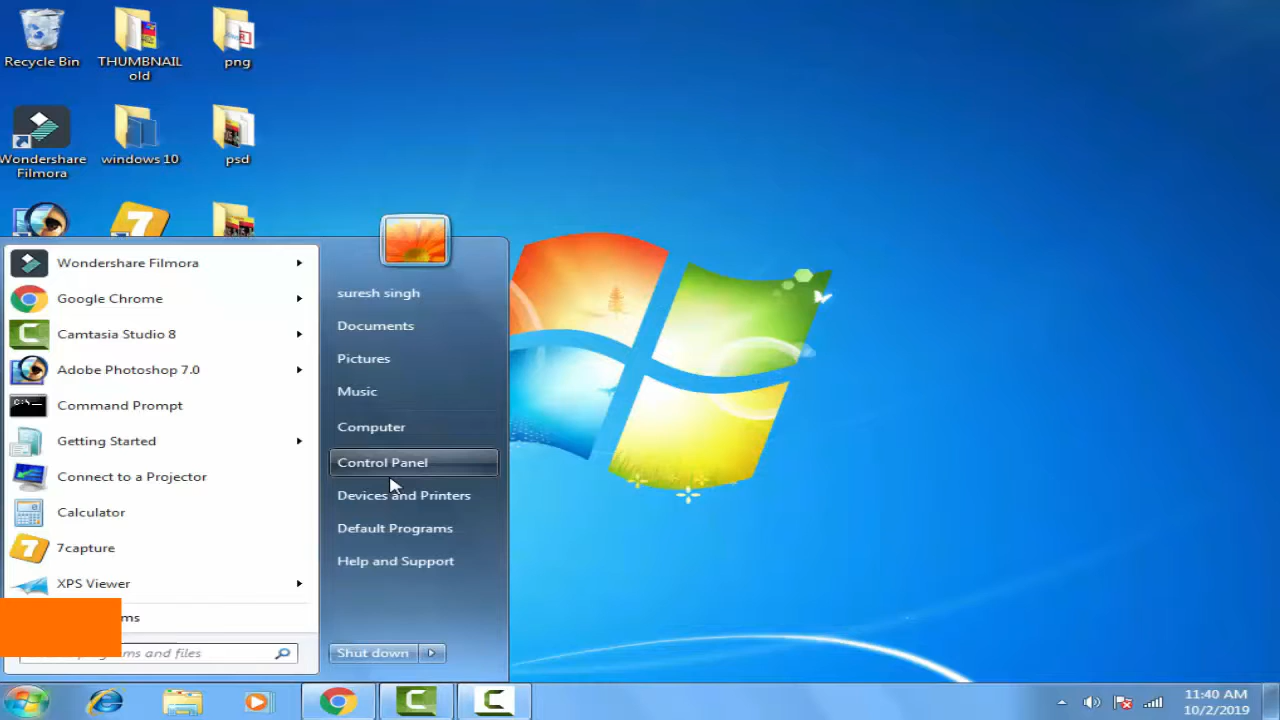 Recycle Bin
THUMBNAIL
old
png
Wondershare
Filmora
windows 10
psd
Wondershare Filmora
Google Chrome
Camtasia Studio 8
Adobe Photoshop 7.0
Command Prompt
Getting Started
Connect to a Projector
Calculator
7capture
XPS Viewer
and files
suresh singh
Documents
Pictures
Music
Computer
Control Panel
Devices and Printers
Default Programs
Help and Support
Shut down
11:40 AM
10/2/2019